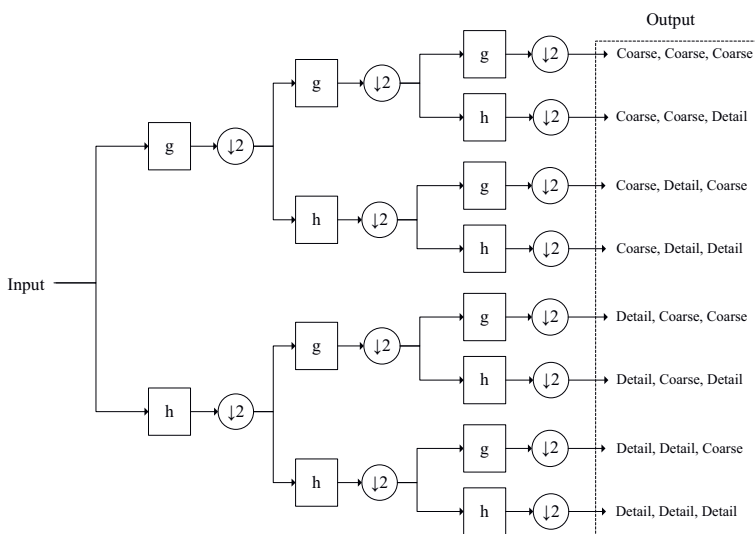 Output
g
↓2
Coarse, Coarse, Coarse
g
↓2
h
↓2
Coarse, Coarse, Detail
g
↓2
g
↓2
Coarse, Detail, Coarse
h
↓2
h
↓2
Coarse, Detail, Detail
Input
g
↓2
Detail, Coarse, Coarse
g
↓2
h
↓2
Detail, Coarse, Detail
h
↓2
g
↓2
Detail, Detail, Coarse
h
↓2
h
↓2
Detail, Detail, Detail